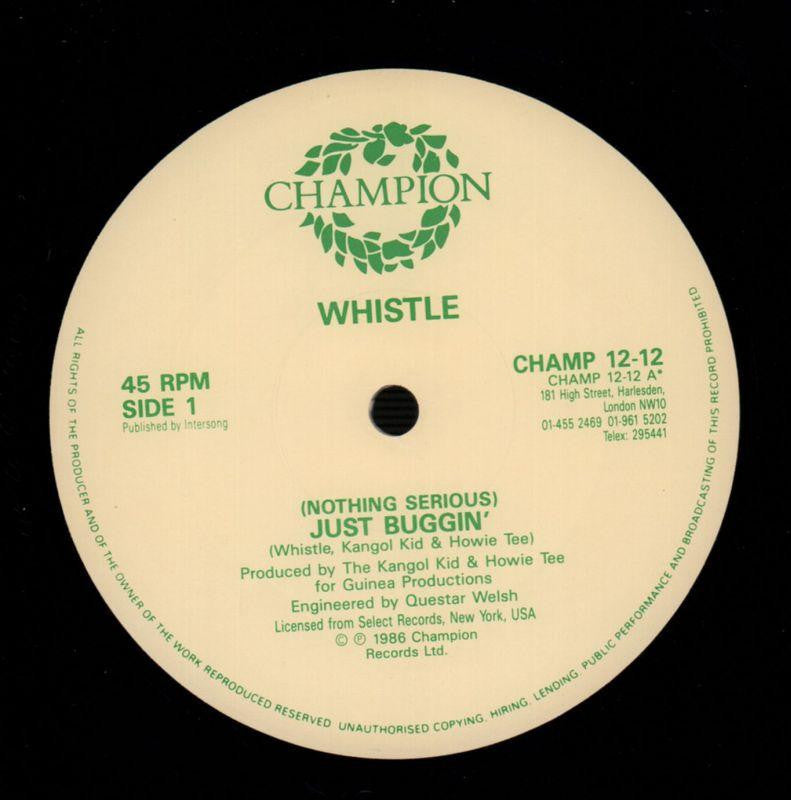 CHAMPION
WHISTLE
45 RPM
SIDE 1
Published by Intersong
CHAMP 12-12
CHAMP 12-12 A*
181 High Street, Harlesden,
London NW10
01-455 2469 01-961 5202
Telex: 295441
(NOTHING SERIOUS)
JUST BUGGIN'
(Whistle, Kangol Kid & Howie Tee)
Produced by The Kangol Kid & Howie Tee
for Guinea Productions
Engineered by Questar Welsh
Licensed from Select Records, New York, USA
© ℗ 1986 Champion
Records Ltd.
ALL RIGHTS OF THE PRODUCER AND OF THE OWNER OF THE WORK REPRODUCED RESERVED UNAUTHORISED COPYING. HIRING. LENDING. PUBLIC PERFORMANCE AND BROADCASTING OF THIS RECORD PROHIBITED